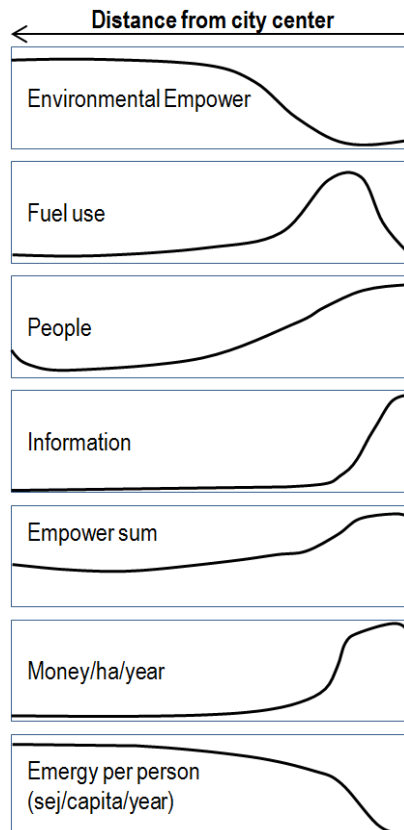 Distance from city center
Environmental Empower
Fuel use
People
Information
Empower sum
Money/ha/year
Emergy per person
(sej/capita/year)